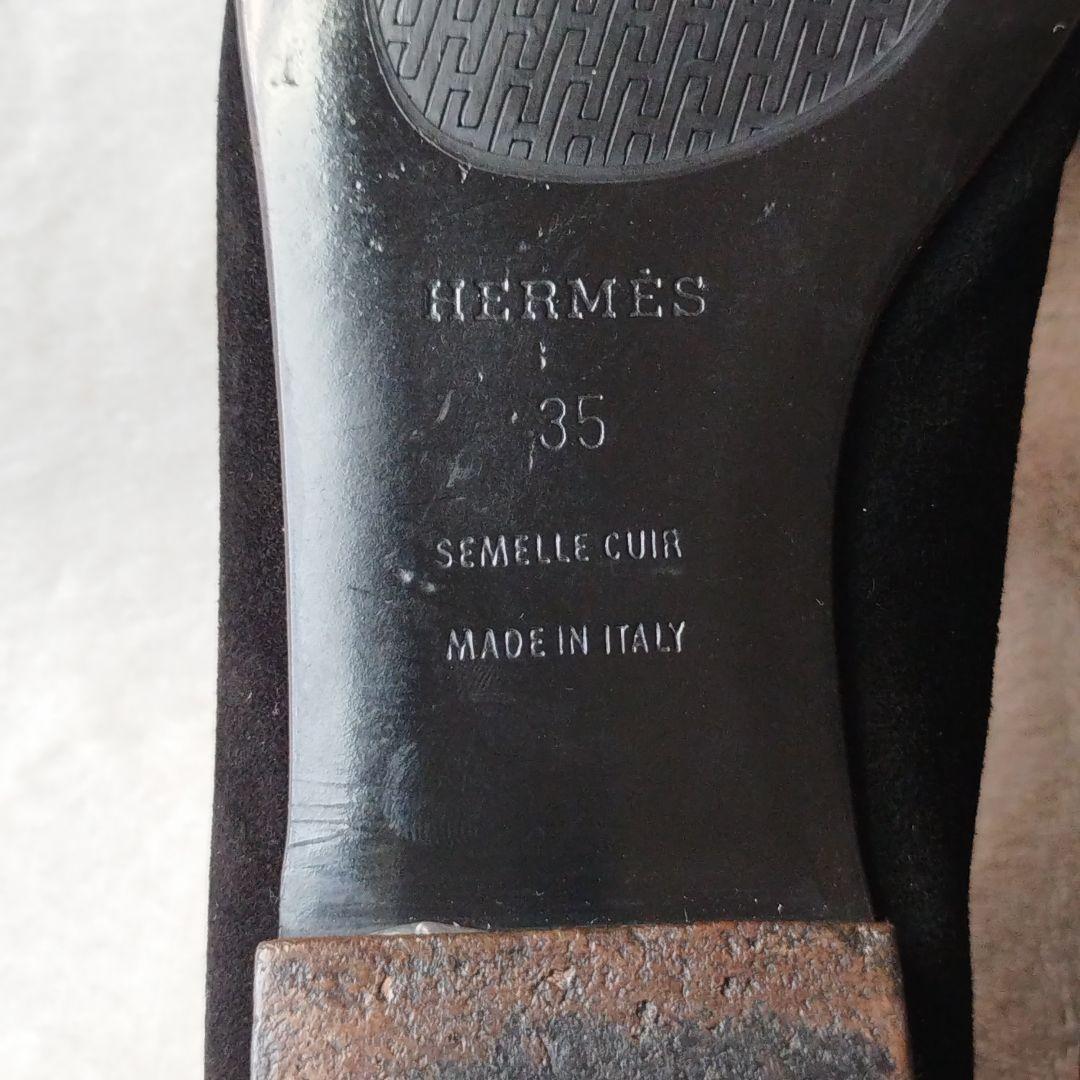 HERMÈS
35
SEMELLE CUIR
MADE IN ITALY